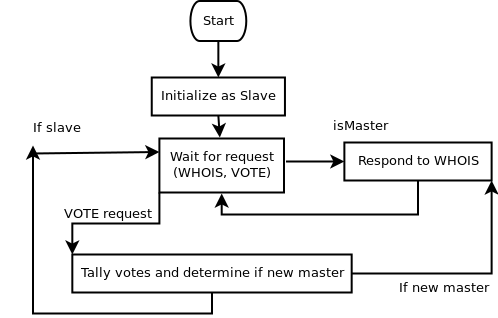 Start
Initialize as Slave
If slave
isMaster
Wait for request
(WHOIS, VOTE)
Respond to WHOIS
VOTE request
Tally votes and determine if new master
If new master